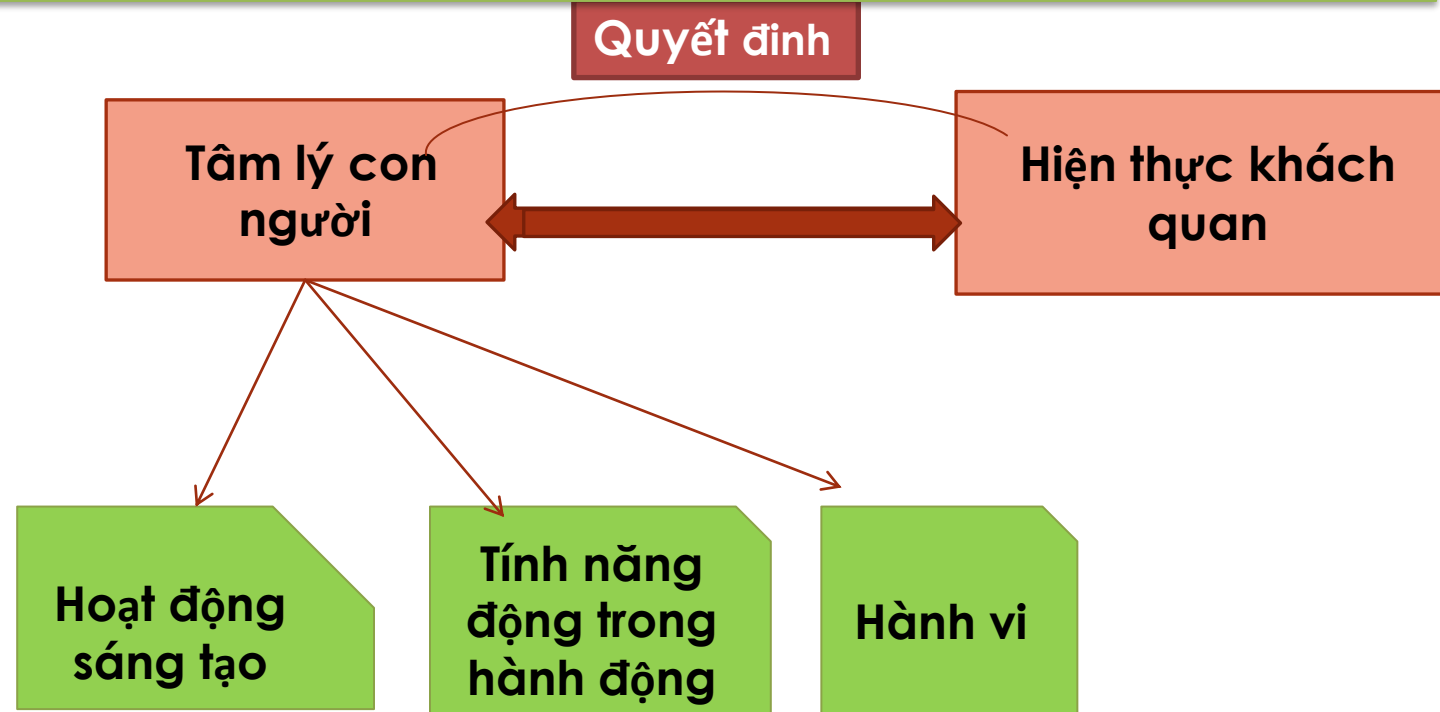 Quyết đinh
Tâm lý con
người
Hiện thực khách
quan
Hoạt động
sáng tạo
Tính năng
động trong
hành động
Hành vi